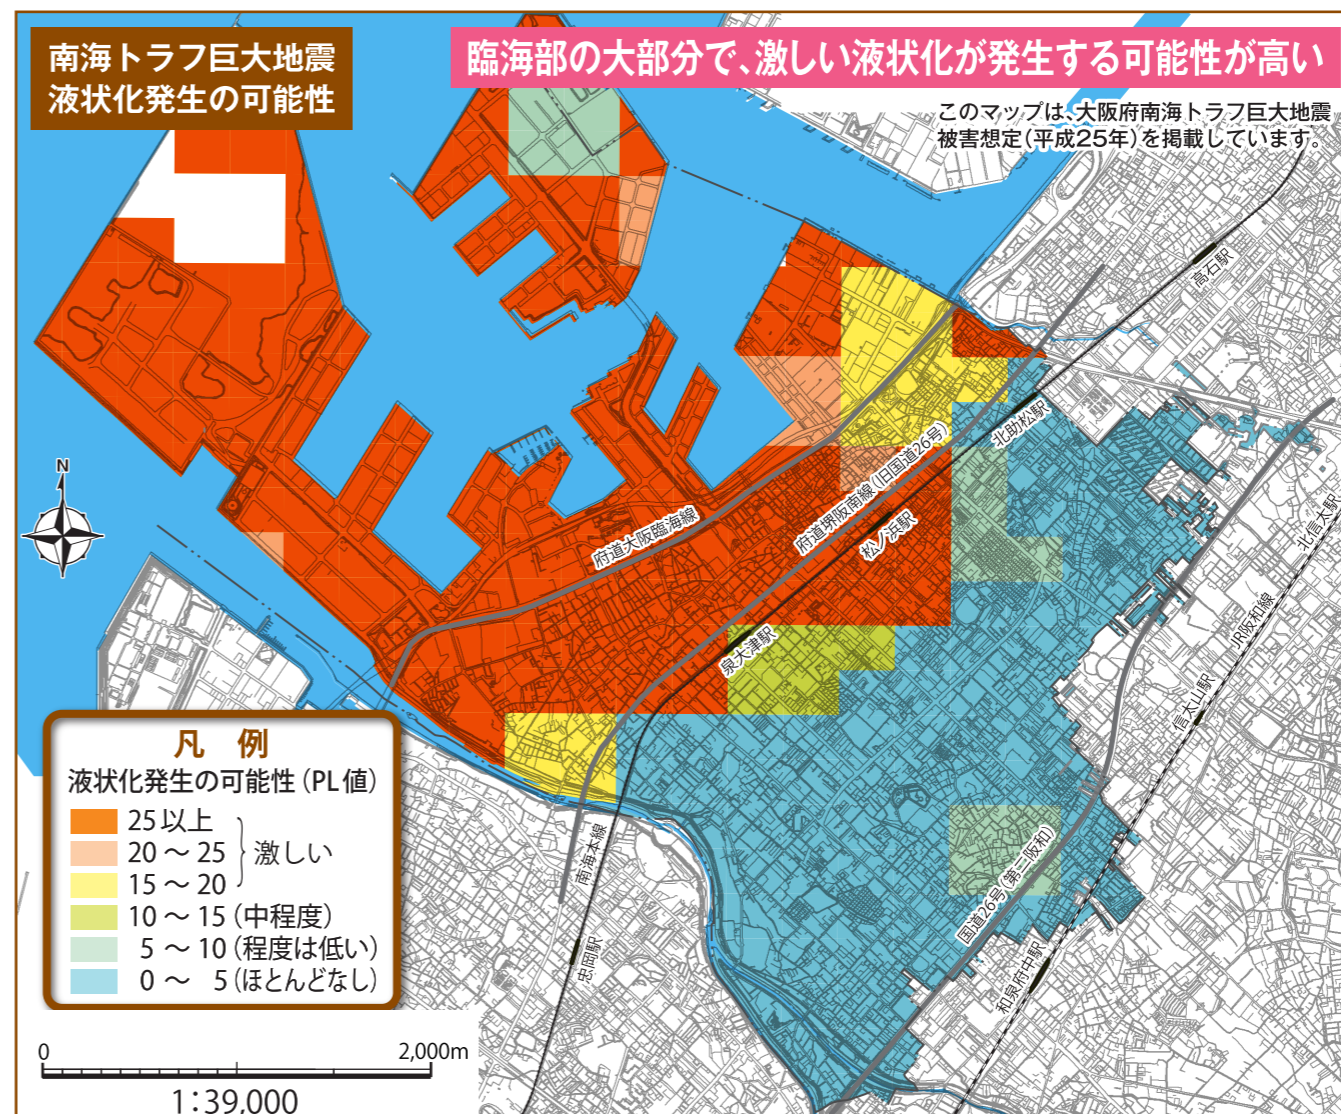 南海トラフ巨大地震
液状化発生の可能性
臨海部の大部分で、激しい液状化が発生する可能性が高い
このマップは、大阪府南海トラフ巨大地震
被害想定(平成25年)を掲載しています。
高石駅
北助松駅
府道堺阪南線(旧国道26号)
松ノ浜駅
府道大阪臨海線
北信太駅
JR阪和線
泉大津駅
信太山駅
N
南海本線
国道26号(第二阪和)
忠岡駅
和泉府中駅
凡 例
液状化発生の可能性(PL値)
25以上
20~25 激しい
15~20
10~15(中程度)
5~10(程度は低い)
0~ 5(ほとんどなし)
0 2,000m
1:39,000